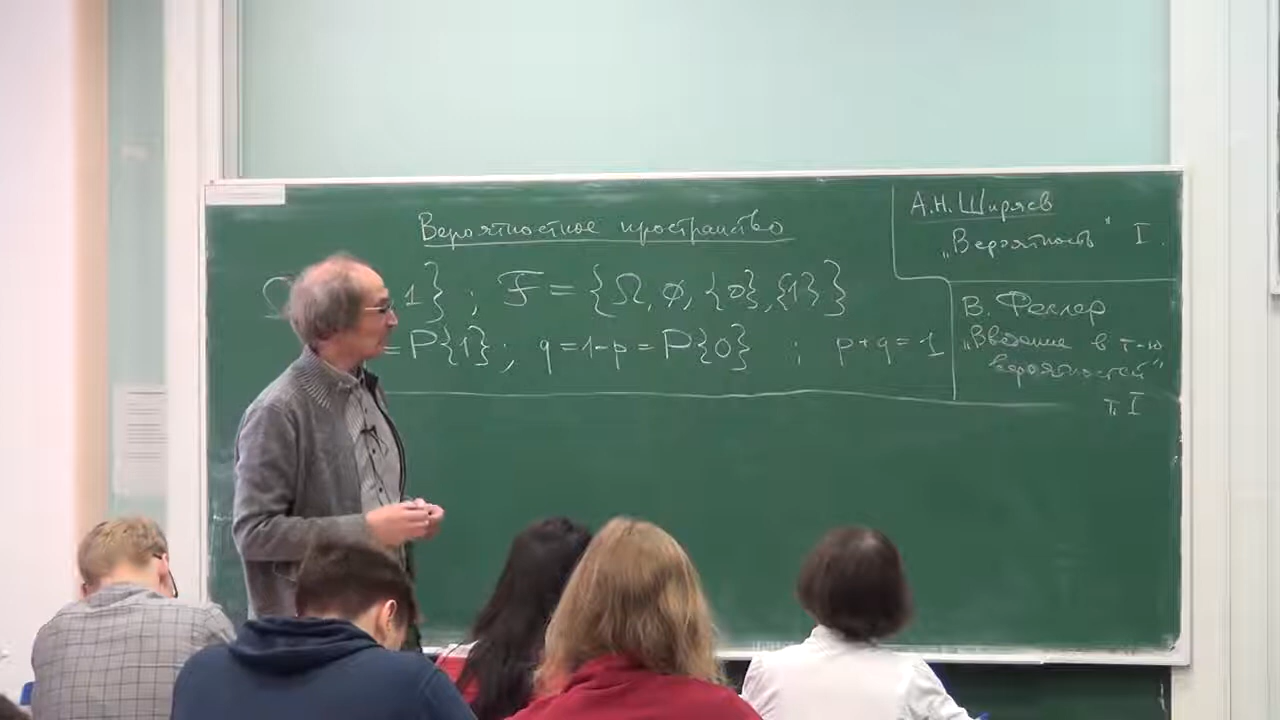 Вероятностное пространство
Ω 1}; F = {Ω, ∅, {0}, {1}}
= P{1}; q = 1-p = P{0} ; p+q = 1
А.Н. Ширяев
„Вероятность" I.
В. Феллер
„Введение в т-ю
вероятностей"
т. I